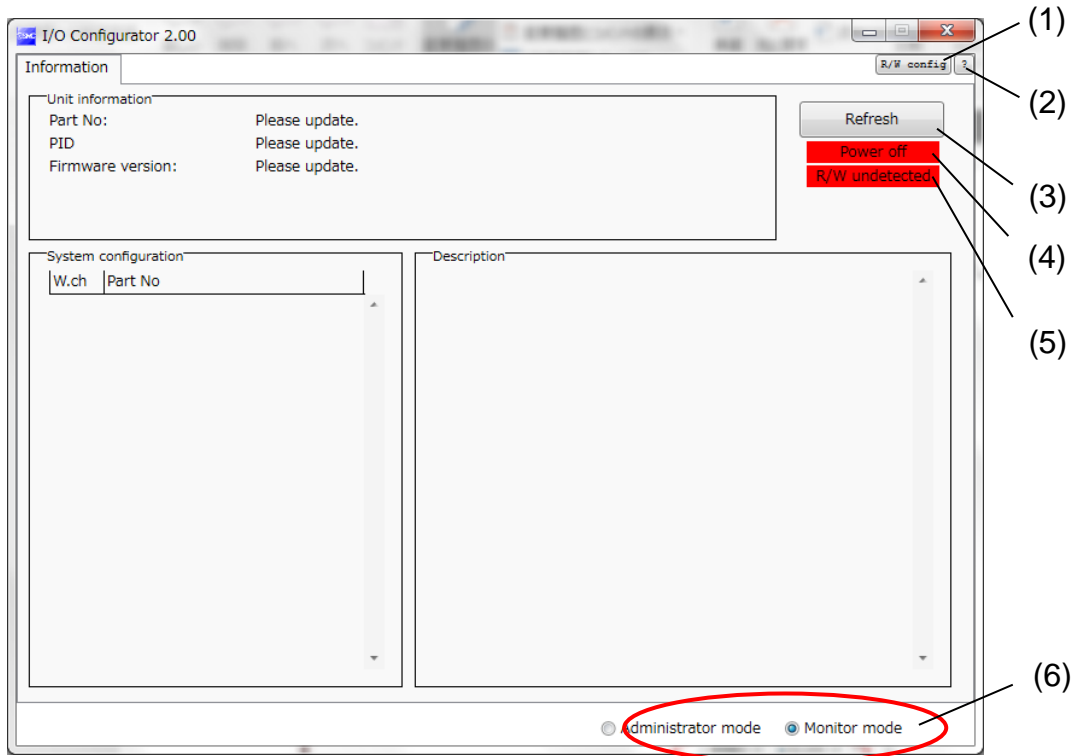 SMC I/O Configurator 2.00
(1)
Information
R/W config ?
(2)
Unit information
Part No: Please update.
PID Please update.
Firmware version: Please update.
Refresh
Power off
R/W undetected
(3)
(4)
(5)
System configuration
W.ch Part No
Description
(6)
Administrator mode Monitor mode